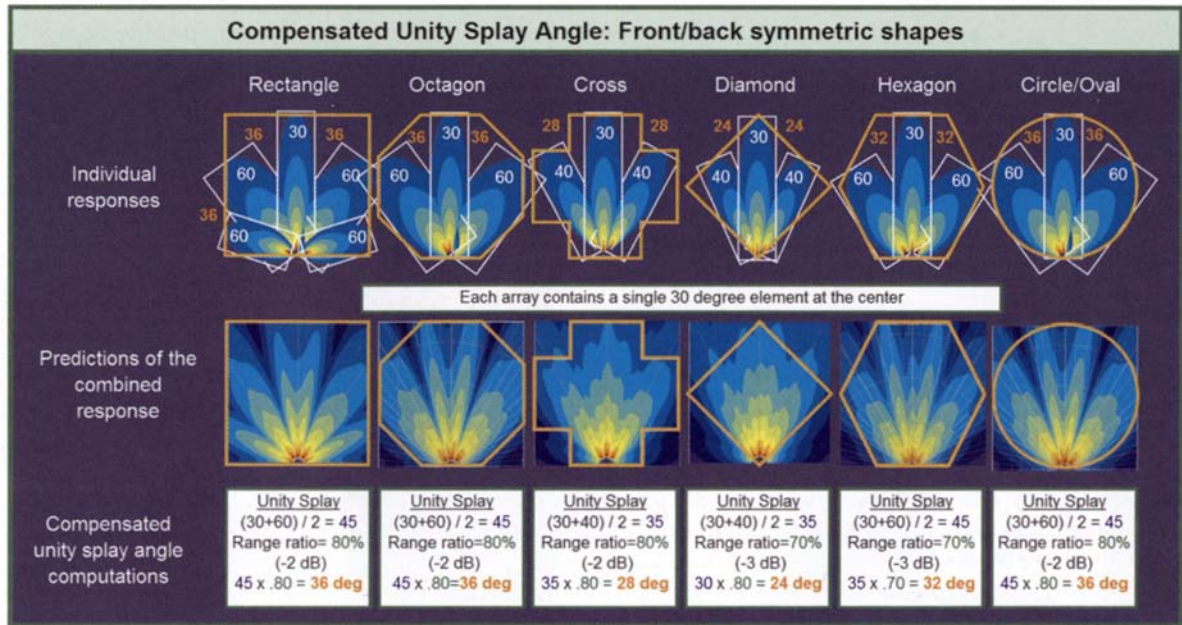 Compensated Unity Splay Angle: Front/back symmetric shapes
Rectangle Octagon Cross Diamond Hexagon Circle/Oval
36 30 36 36 30 36 28 30 28 24 30 24 32 30 32 36 30 36
Individual
responses
60 60 60 60 40 40 40 40 60 60 60 60
36
60 60
Each array contains a single 30 degree element at the center
Predictions of the
combined
response
Compensated
unity splay angle
computations
Unity Splay
(30+60) / 2 = 45
Range ratio= 80%
(-2 dB)
45 x .80 = 36 deg
Unity Splay
(30+60) / 2 = 45
Range ratio=80%
(-2 dB)
45 x .80=36 deg
Unity Splay
(30+40) / 2 = 35
Range ratio= 80%
(-2 dB)
35 x .80 = 28 deg
Unity Splay
(30+40) / 2 = 35
Range ratio= 70%
(-3 dB)
30 x .80 = 24 deg
Unity Splay
(30+60) / 2 = 45
Range ratio=70%
(-3 dB)
35 x .70 = 32 deg
Unity Splay
(30+60) / 2 = 45
Range ratio= 80%
(-2 dB)
45 x .80 = 36 deg